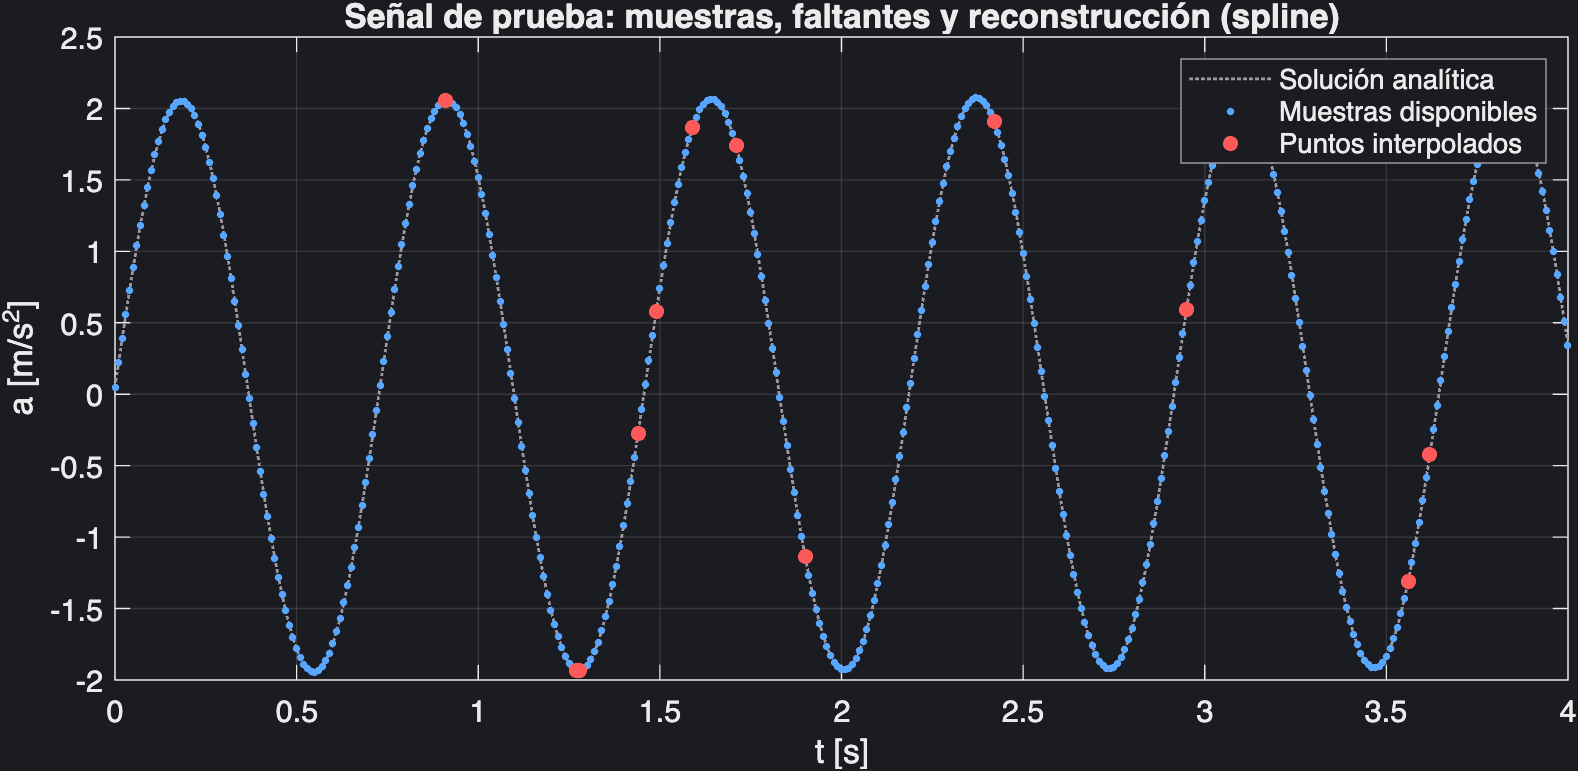 Señal de prueba: muestras, faltantes y reconstrucción (spline)
2.5
2
1.5
1
0.5
0
-0.5
-1
-1.5
-2
a [m/s²]
Solución analítica
Muestras disponibles
Puntos interpolados
0 0.5 1 1.5 2 2.5 3 3.5 4
t [s]